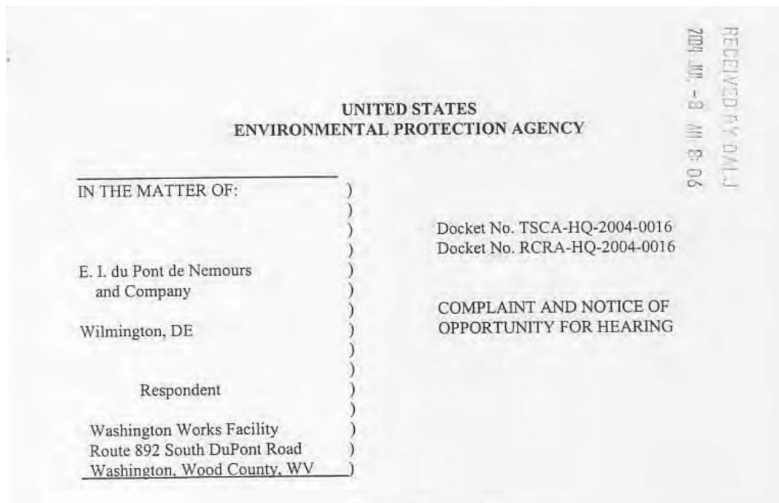 RECEIVED BY OALJ
2004 JUL -8 AM 8:06
UNITED STATES
ENVIRONMENTAL PROTECTION AGENCY
IN THE MATTER OF: )
)
)
)
E. I. du Pont de Nemours )
and Company )
)
Wilmington, DE )
)
)
Respondent )
)
Washington Works Facility )
Route 892 South DuPont Road )
Washington, Wood County, WV )
Docket No. TSCA-HQ-2004-0016
Docket No. RCRA-HQ-2004-0016
COMPLAINT AND NOTICE OF
OPPORTUNITY FOR HEARING